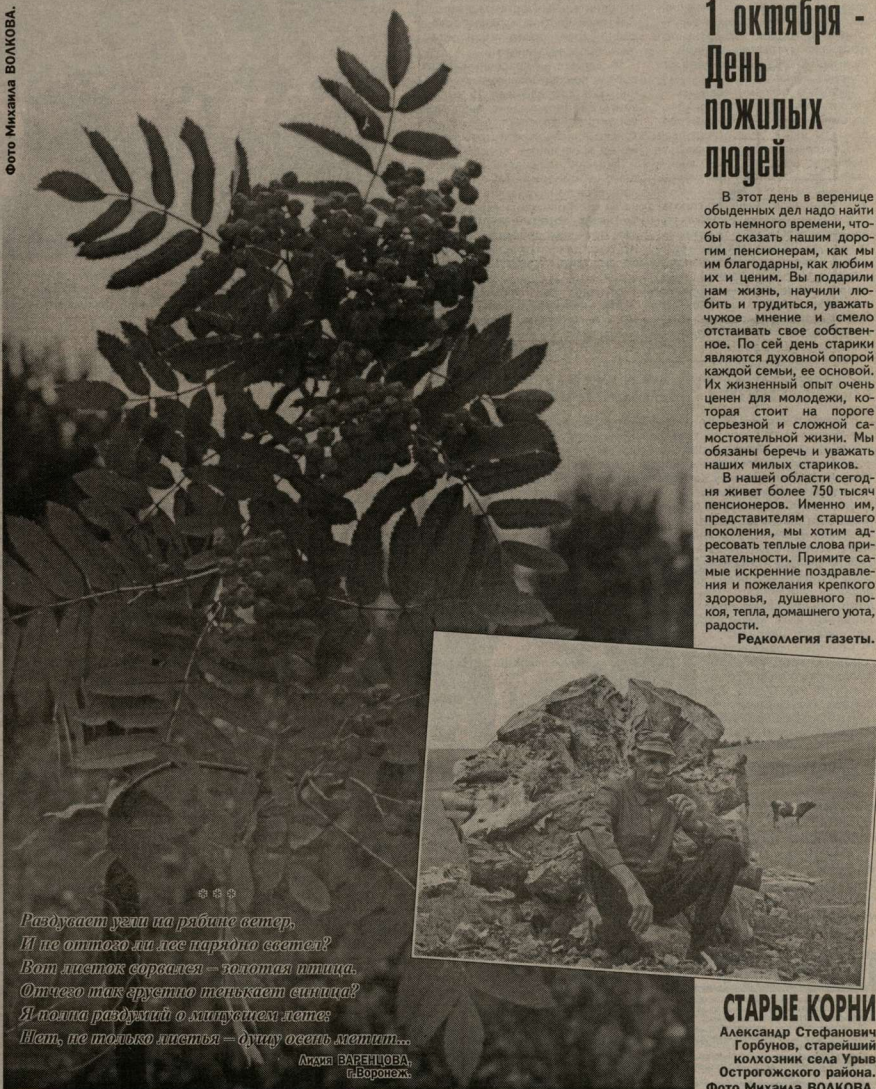 Фото Михаила ВОЛКОВА.
1 октября -
День
пожилых
людей
В этот день в веренице
обыденных дел надо найти
хоть немного времени, что-
бы сказать нашим доро-
гим пенсионерам, как мы
им благодарны, как любим
их и ценим. Вы подарили
нам жизнь, научили лю-
бить и трудиться, уважать
чужое мнение и смело
отстаивать свое собствен-
ное. По сей день старики
являются духовной опорой
каждой семьи, ее основой.
Их жизненный опыт очень
ценен для молодежи, ко-
торая стоит на пороге
серьезной и сложной са-
мостоятельной жизни. Мы
обязаны беречь и уважать
наших милых стариков.
В нашей области сегод-
ня живет более 750 тысяч
пенсионеров. Именно им,
представителям старшего
поколения, мы хотим ад-
ресовать теплые слова при-
знательности. Примите са-
мые искренние поздравле-
ния и пожелания крепкого
здоровья, душевного по-
коя, тепла, домашнего уюта,
радости.
Редколлегия газеты.
* * *
Раздувает угли на рябине ветер,
И не оттого ли лес нарядно светел?
Вот листок сорвался – золотая птица.
Отчего так грустно тенькает синица?
Я полна раздумий о минувшем лете:
Нет, не только листья – душу осень метит...
Лидия ВАРЕНЦОВА,
г.Воронеж.
СТАРЫЕ КОРНИ
Александр Стефанович
Горбунов, старейший
колхозник села Урыв
Острогожского района.
Фото Михаила ВОЛКОВА.